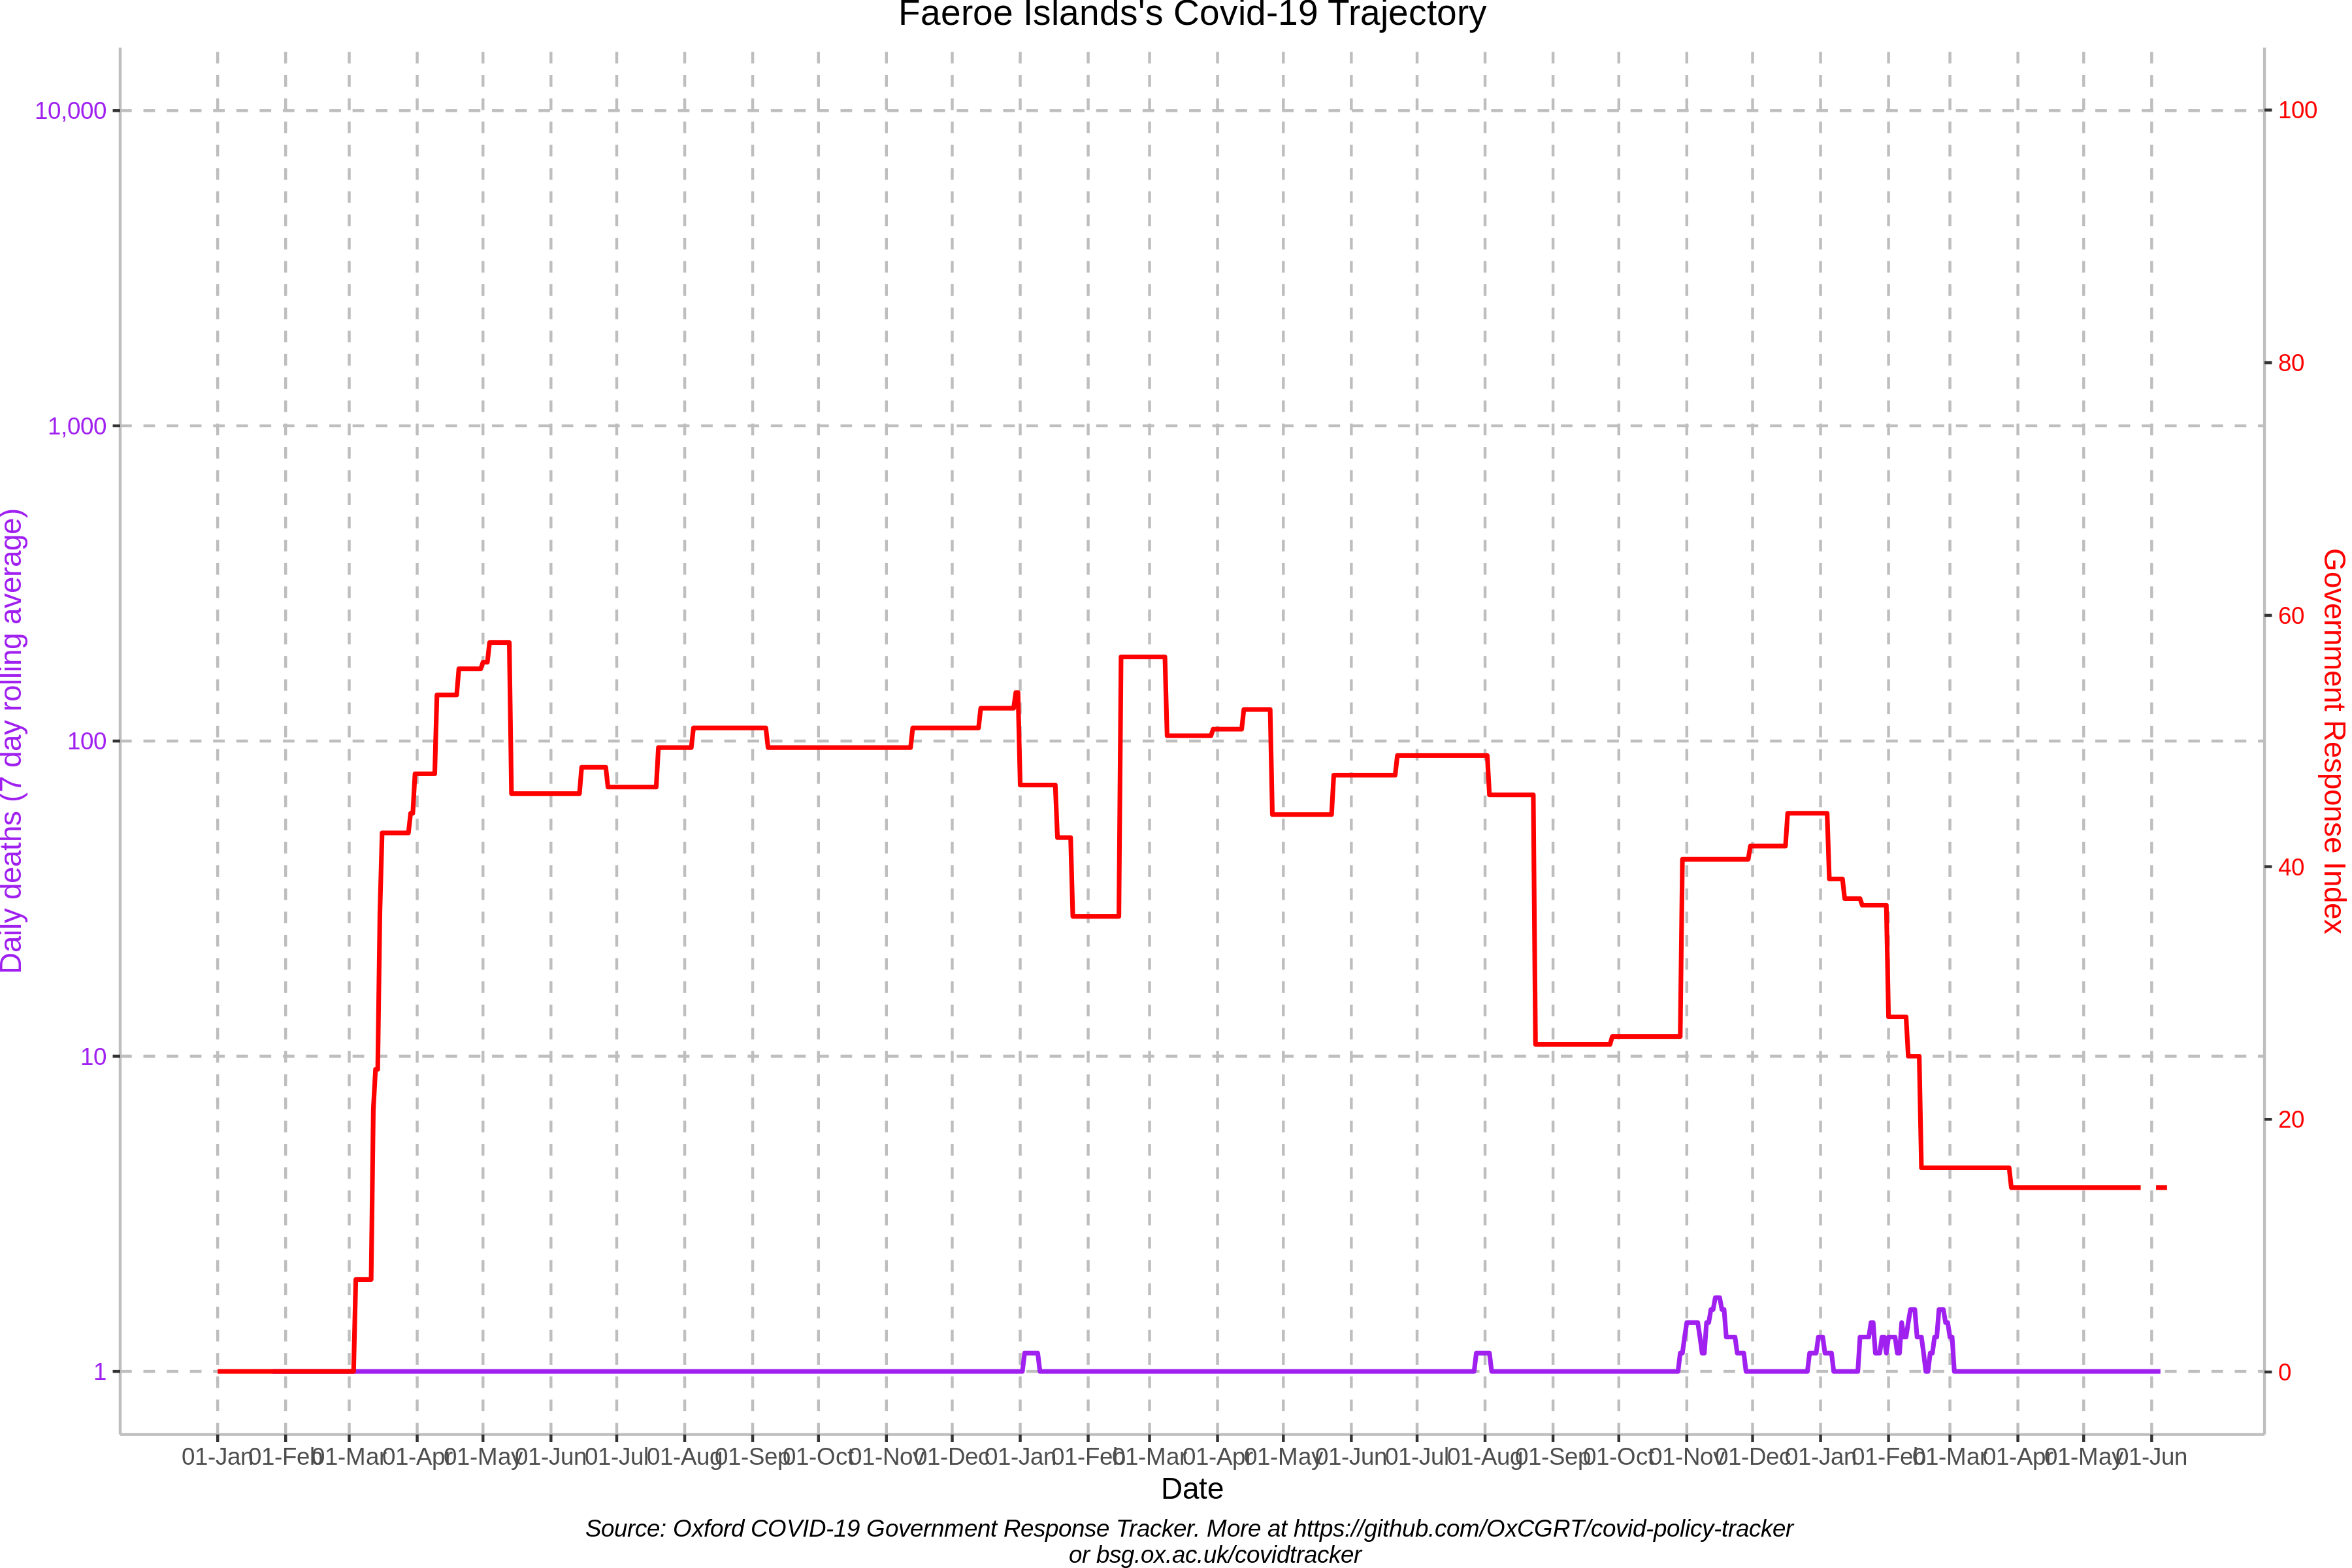 Faeroe Islands's Covid-19 Trajectory
Daily deaths (7 day rolling average)
10,000
1,000
100
10
1
Government Response Index
100
80
60
40
20
0
01-Jan 01-Feb 01-Mar 01-Apr 01-May 01-Jun 01-Jul 01-Aug 01-Sep 01-Oct 01-Nov 01-Dec 01-Jan 01-Feb 01-Mar 01-Apr 01-May 01-Jun 01-Jul 01-Aug 01-Sep 01-Oct 01-Nov 01-Dec 01-Jan 01-Feb 01-Mar 01-Apr 01-May 01-Jun
Date
Source: Oxford COVID-19 Government Response Tracker. More at https://github.com/OxCGRT/covid-policy-tracker
or bsg.ox.ac.uk/covidtracker